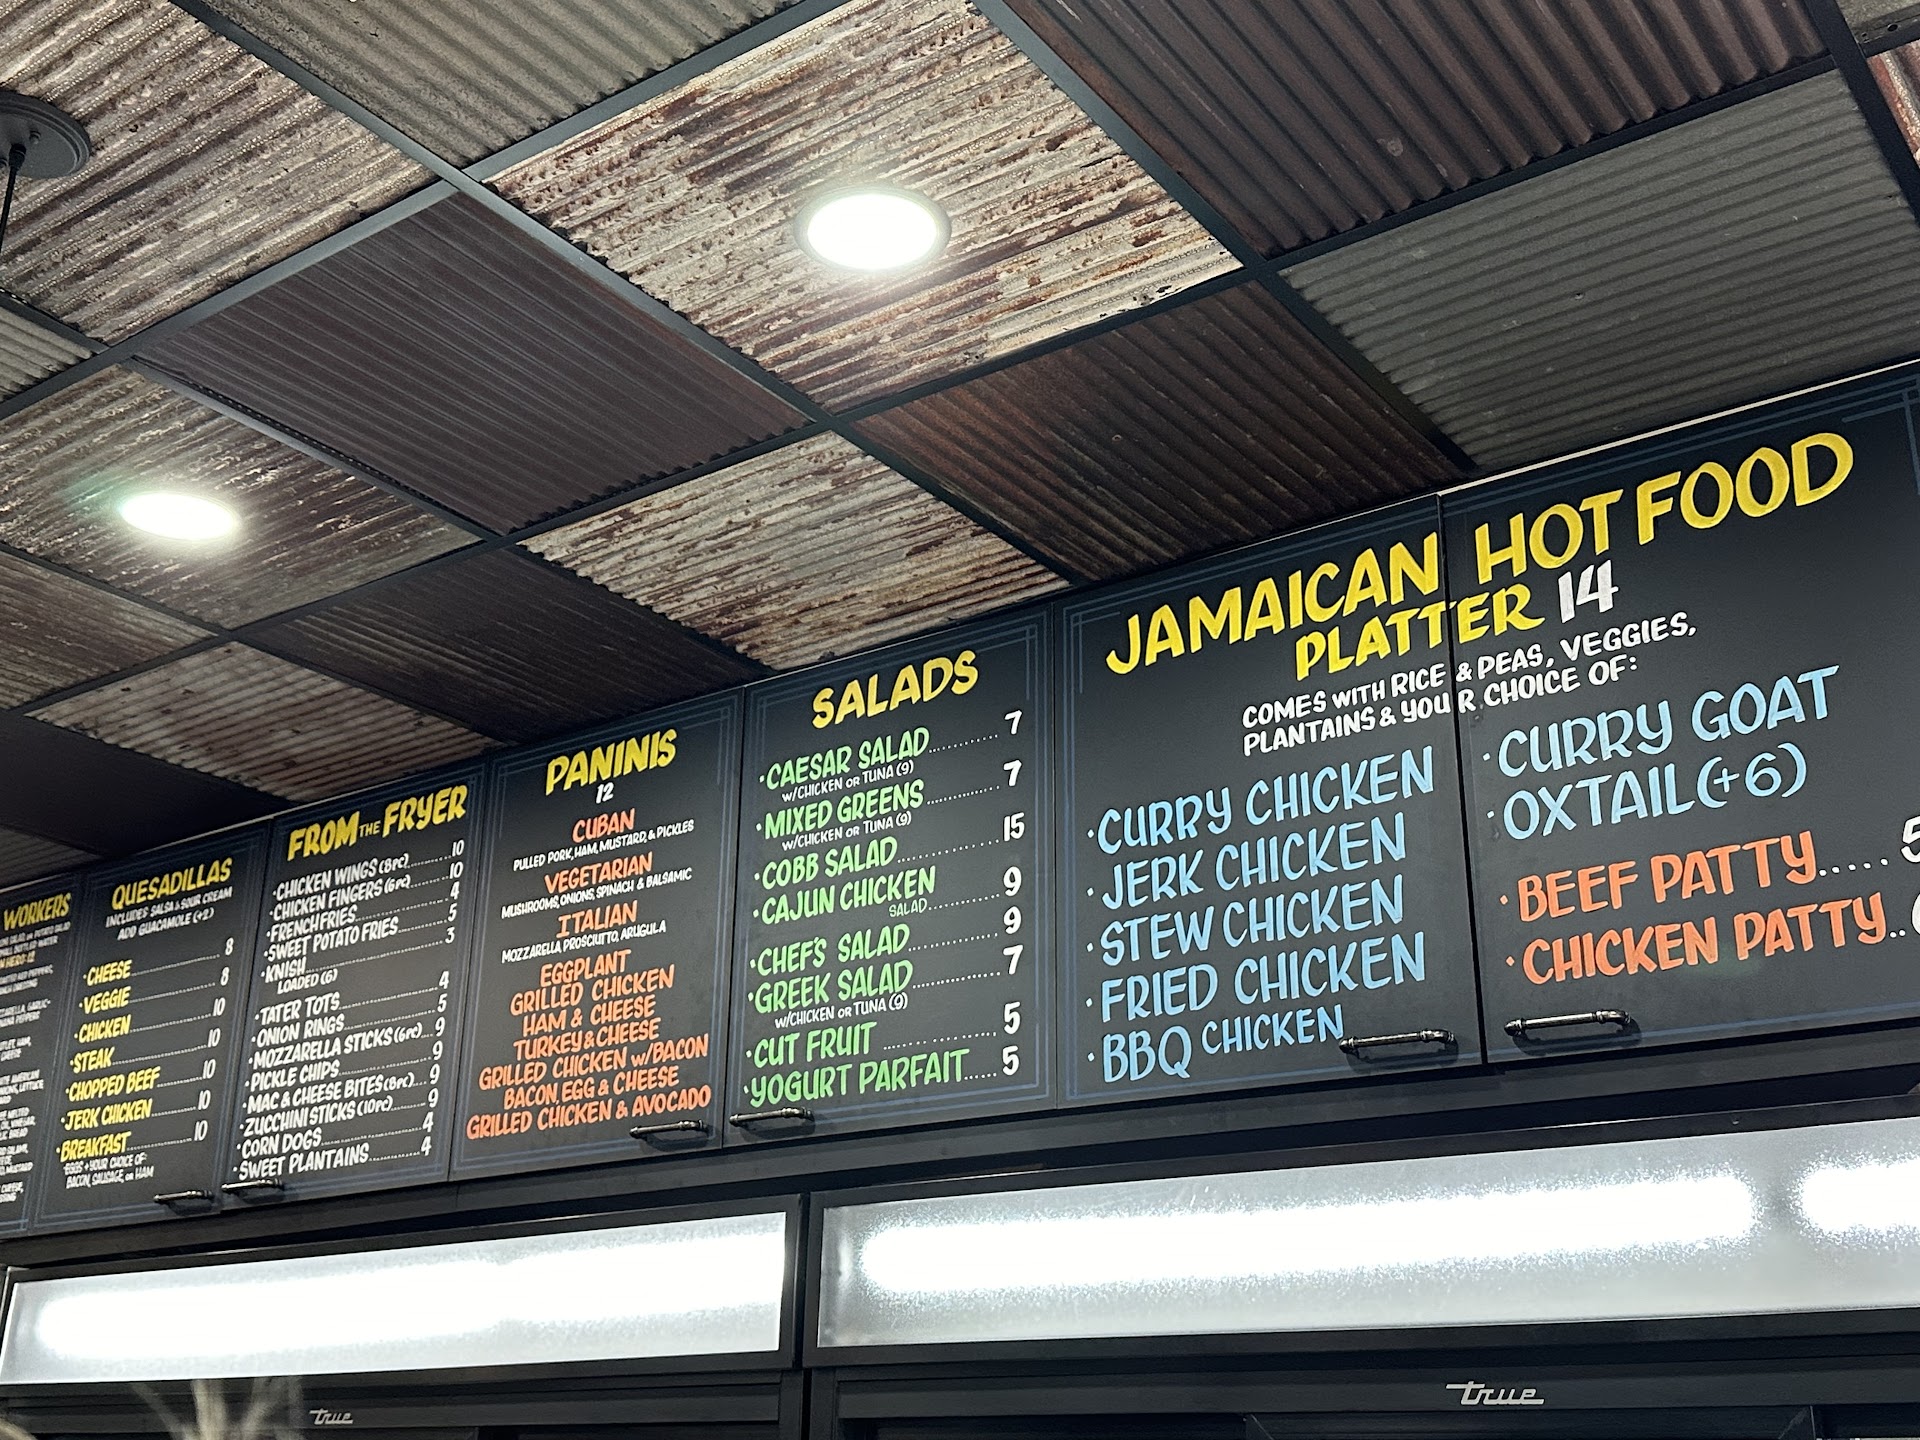 WORKERS
QUESADILLAS
INCLUDES SALSA & SOUR CREAM
ADD GUACAMOLE (+2)
·CHEESE 8
·VEGGIE 8
·CHICKEN 10
·STEAK 10
·CHOPPED BEEF 10
·JERK CHICKEN 10
·BREAKFAST 10
EGGS + YOUR CHOICE OF:
BACON, SAUSAGE, OR HAM
FROM THE FRYER
·CHICKEN WINGS (8PC) 10
·CHICKEN FINGERS (6PC) 10
·FRENCH FRIES 4
·SWEET POTATO FRIES 5
·KNISH 3
LOADED (6)
·TATER TOTS 4
·ONION RINGS 5
·MOZZARELLA STICKS (6PC) 9
·PICKLE CHIPS 9
·MAC & CHEESE BITES (8PC) 9
·ZUCCHINI STICKS (10PC) 9
·CORN DOGS 4
·SWEET PLANTAINS 4
PANINIS
12
CUBAN
PULLED PORK, HAM, MUSTARD, & PICKLES
VEGETARIAN
MUSHROOMS, ONIONS, SPINACH & BALSAMIC
ITALIAN
MOZZARELLA, PROSCIUTTO, ARUGULA
EGGPLANT
GRILLED CHICKEN
HAM & CHEESE
TURKEY & CHEESE
GRILLED CHICKEN w/BACON
BACON, EGG & CHEESE
GRILLED CHICKEN & AVOCADO
SALADS
·CAESAR SALAD 7
w/CHICKEN OR TUNA (9)
·MIXED GREENS 7
w/CHICKEN OR TUNA (9)
·COBB SALAD 15
·CAJUN CHICKEN
SALAD 9
·CHEF'S SALAD 9
·GREEK SALAD 7
w/CHICKEN OR TUNA (9)
·CUT FRUIT 5
·YOGURT PARFAIT 5
JAMAICAN HOT FOOD
PLATTER 14
COMES WITH RICE & PEAS, VEGGIES,
PLANTAINS & YOUR CHOICE OF:
·CURRY CHICKEN
·JERK CHICKEN
·STEW CHICKEN
·FRIED CHICKEN
·BBQ CHICKEN
·CURRY GOAT
·OXTAIL (+6)
·BEEF PATTY..... 5
·CHICKEN PATTY..
true
true